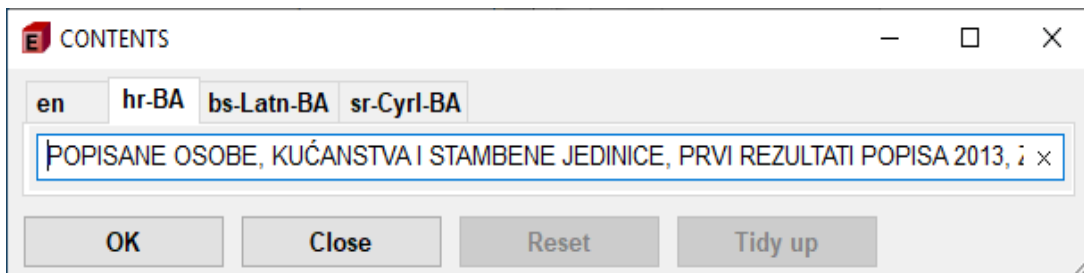 E CONTENTS
en hr-BA bs-Latn-BA sr-Cyrl-BA
POPISANE OSOBE, KUĆANSTVA I STAMBENE JEDINICE, PRVI REZULTATI POPISA 2013,
OK Close Reset Tidy up